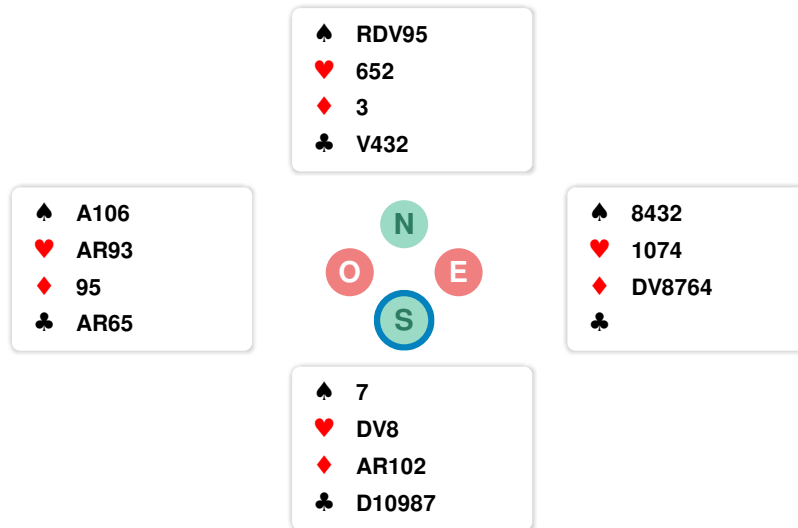 ♠ RDV95
♥ 652
♦ 3
♣ V432
♠ A106
♥ AR93
♦ 95
♣ AR65
N
O E
S
♠ 8432
♥ 1074
♦ DV8764
♣
♠ 7
♥ DV8
♦ AR102
♣ D10987